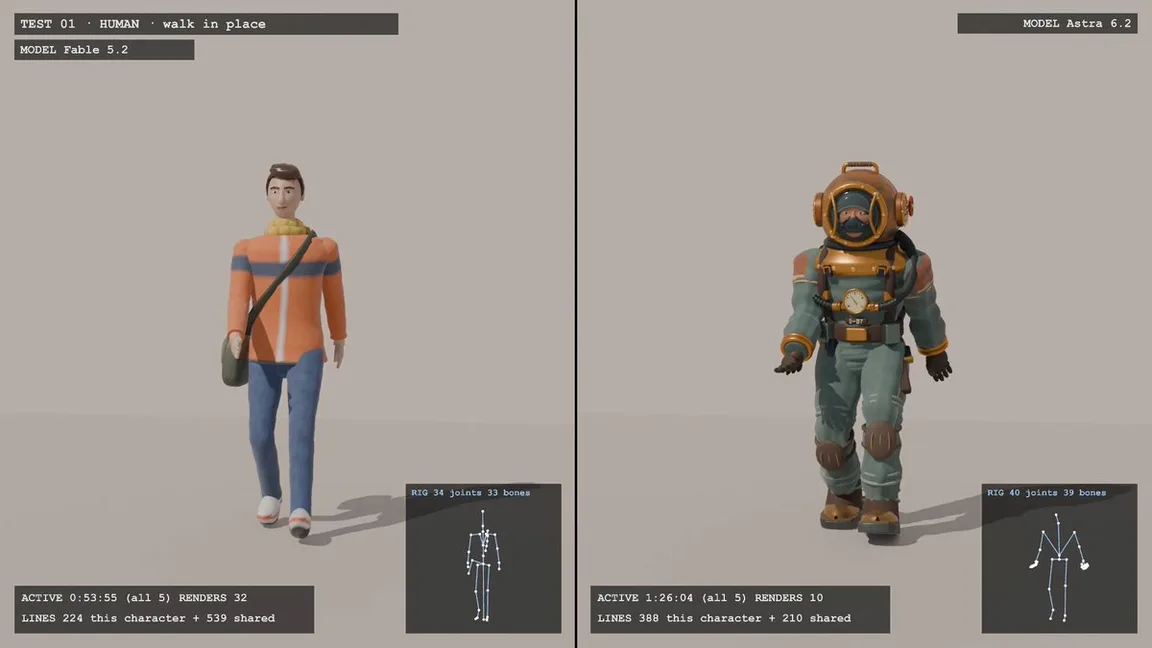 TEST 01 · HUMAN · walk in place
MODEL Fable 5.2
RIG 34 joints 33 bones
ACTIVE 0:53:55 (all 5) RENDERS 32
LINES 224 this character + 539 shared
MODEL Astra 6.2
RIG 40 joints 39 bones
ACTIVE 1:26:04 (all 5) RENDERS 10
LINES 388 this character + 210 shared